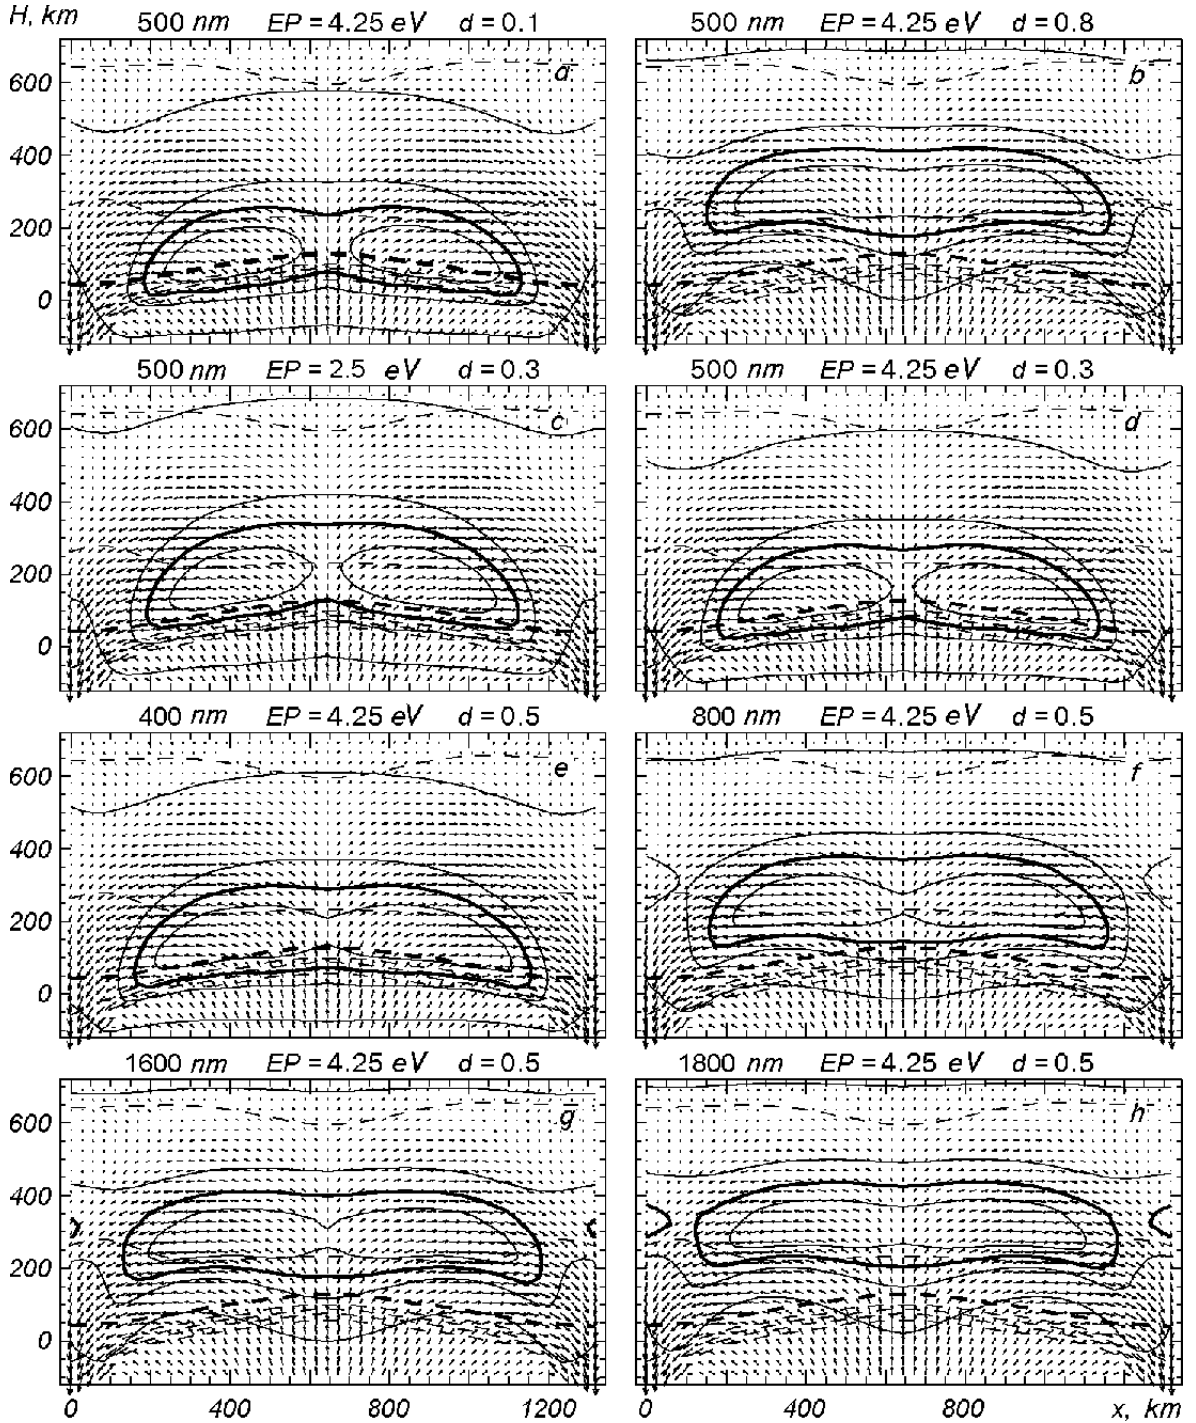 H, km
500 nm EP = 4.25 eV d = 0.1
500 nm EP = 4.25 eV d = 0.8
600
400
200
0
a
b
500 nm EP = 2.5 eV d = 0.3
500 nm EP = 4.25 eV d = 0.3
600
400
200
0
c
d
400 nm EP = 4.25 eV d = 0.5
800 nm EP = 4.25 eV d = 0.5
600
400
200
0
e
f
1600 nm EP = 4.25 eV d = 0.5
1800 nm EP = 4.25 eV d = 0.5
600
400
200
0
g
h
0 400 800 1200
0 400 800 x, km